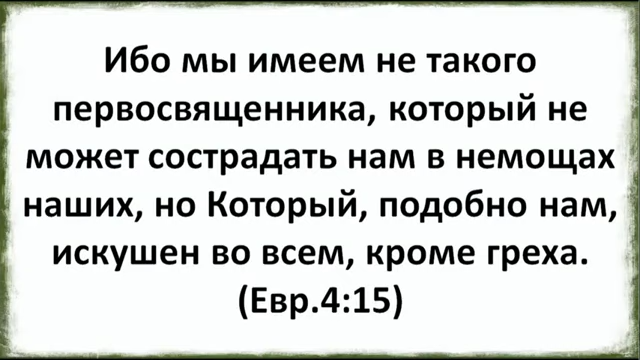 Ибо мы имеем не такого
первосвященника, который не
может сострадать нам в немощах
наших, но Который, подобно нам,
искушен во всем, кроме греха.
(Евр.4:15)